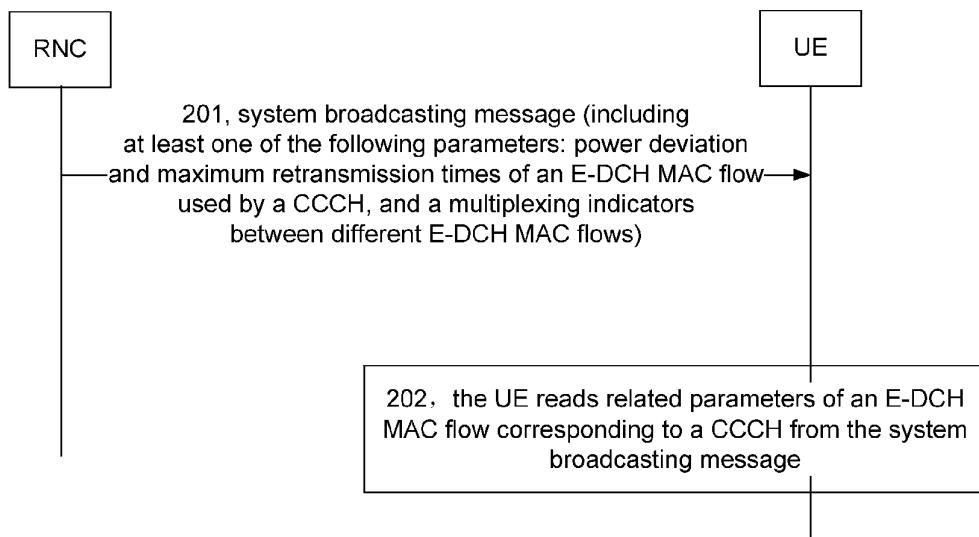 RNC
UE
201, system broadcasting message (including
at least one of the following parameters: power deviation
and maximum retransmission times of an E-DCH MAC flow
used by a CCCH, and a multiplexing indicators
between different E-DCH MAC flows)
202，the UE reads related parameters of an E-DCH
MAC flow corresponding to a CCCH from the system
broadcasting message